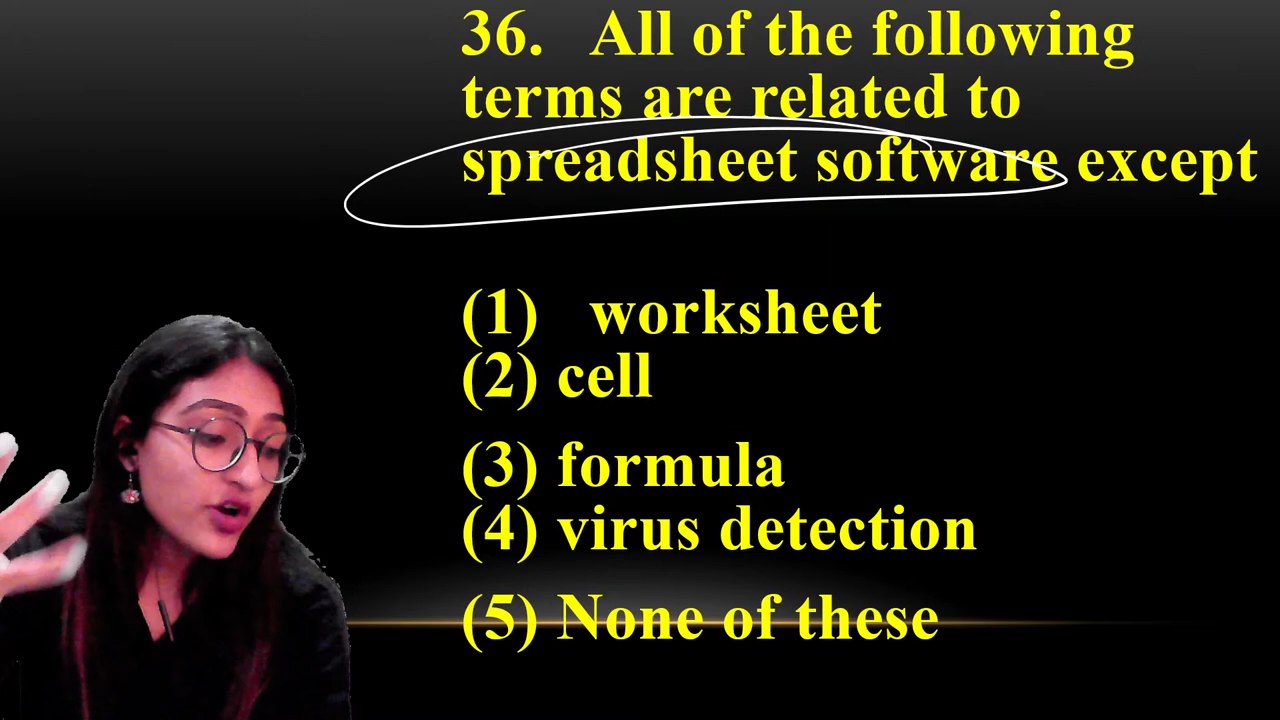 36. All of the following
terms are related to
spreadsheet software except
(1) worksheet
(2) cell
(3) formula
(4) virus detection
(5) None of these